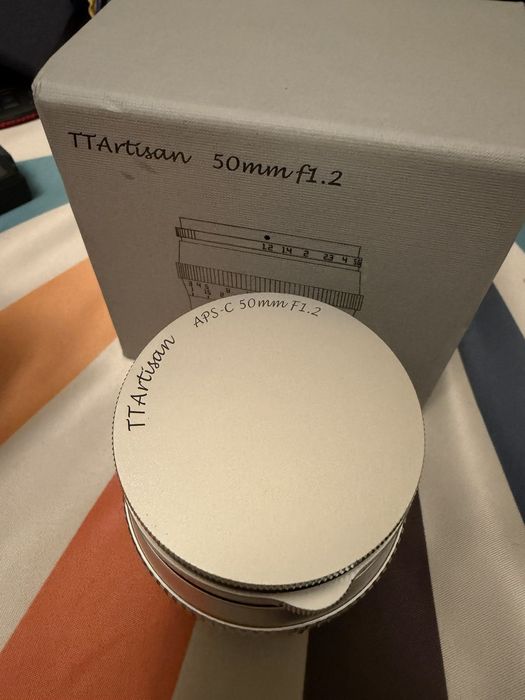 TTArtisan 50mm f1.2
1.2 1.4 2 2.8 4 5.6
TTArtisan
APS-C 50mm F1.2